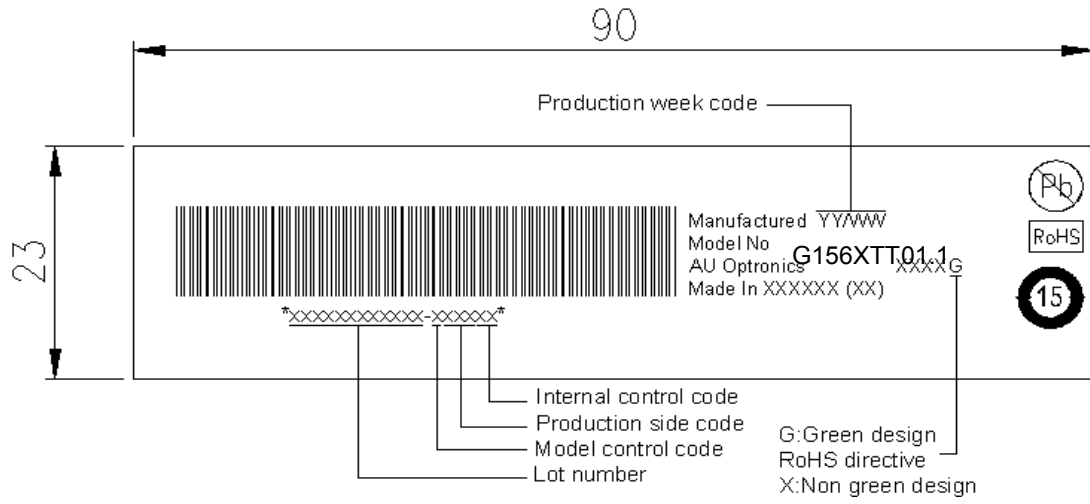 90
Production week code
23
Manufactured YY/WW
Model No G156XTT01.1
AU Optronics XXXXG
Made In XXXXXX (XX)
Pb
RoHS
15
*XXXXXXXXXXXX-XXXXXX*
Internal control code
Production side code
Model control code
Lot number
G:Green design
RoHS directive
X:Non green design